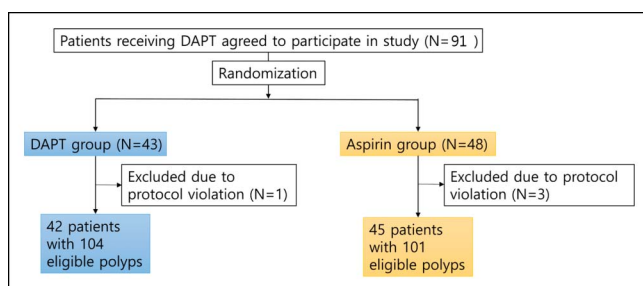 Patients receiving DAPT agreed to participate in study (N=91 )
Randomization
DAPT group (N=43)
Aspirin group (N=48)
Excluded due to
protocol violation (N=1)
Excluded due to protocol
violation (N=3)
42 patients
with 104
eligible polyps
45 patients
with 101
eligible polyps